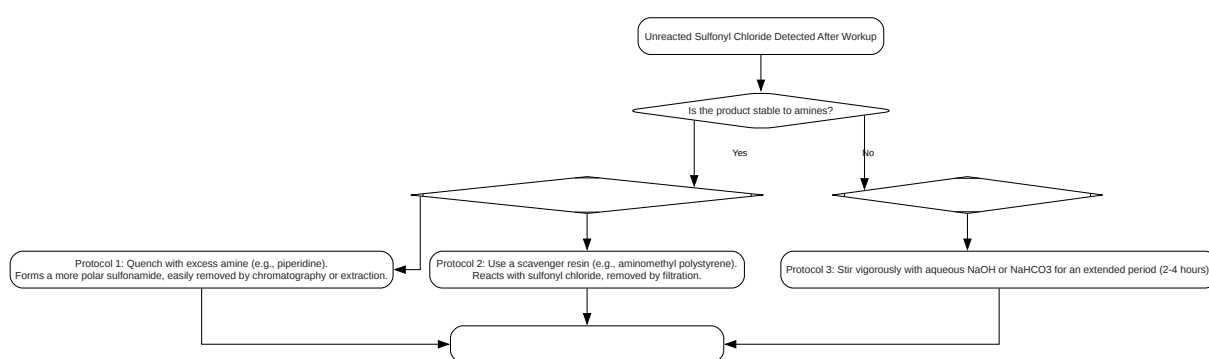 Unreacted Sulfonyl Chloride Detected After Workup
Is the product stable to amines?
Yes
No
Protocol 1: Quench with excess amine (e.g., piperidine).
Forms a more polar sulfonamide, easily removed by chromatography or extraction.
Protocol 2: Use a scavenger resin (e.g., aminomethyl polystyrene).
Reacts with sulfonyl chloride, removed by filtration.
Protocol 3: Stir vigorously with aqueous NaOH or NaHCO3 for an extended period (2-4 hours)